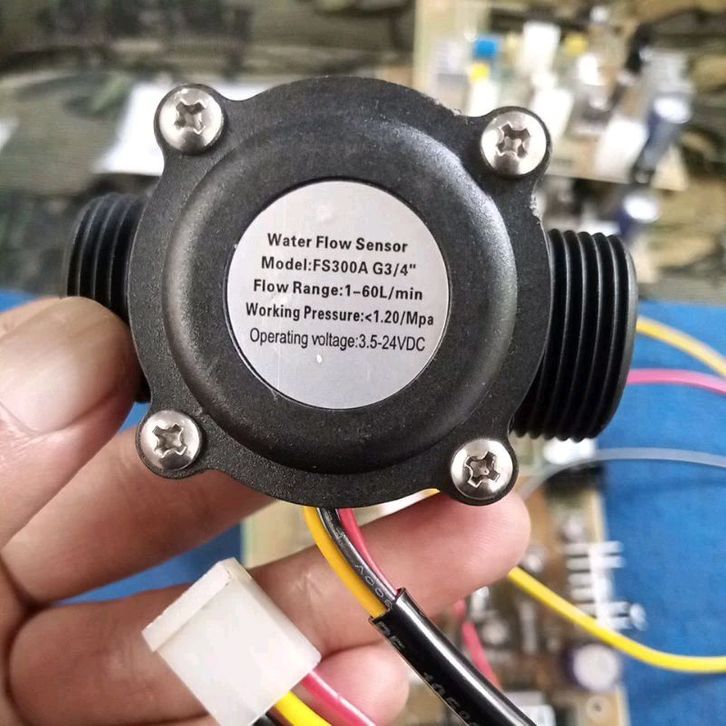 Water Flow Sensor
Model:FS300A G3/4"
Flow Range:1-60L/min
Working Pressure:<1.20/Mpa
Operating voltage:3.5-24VDC